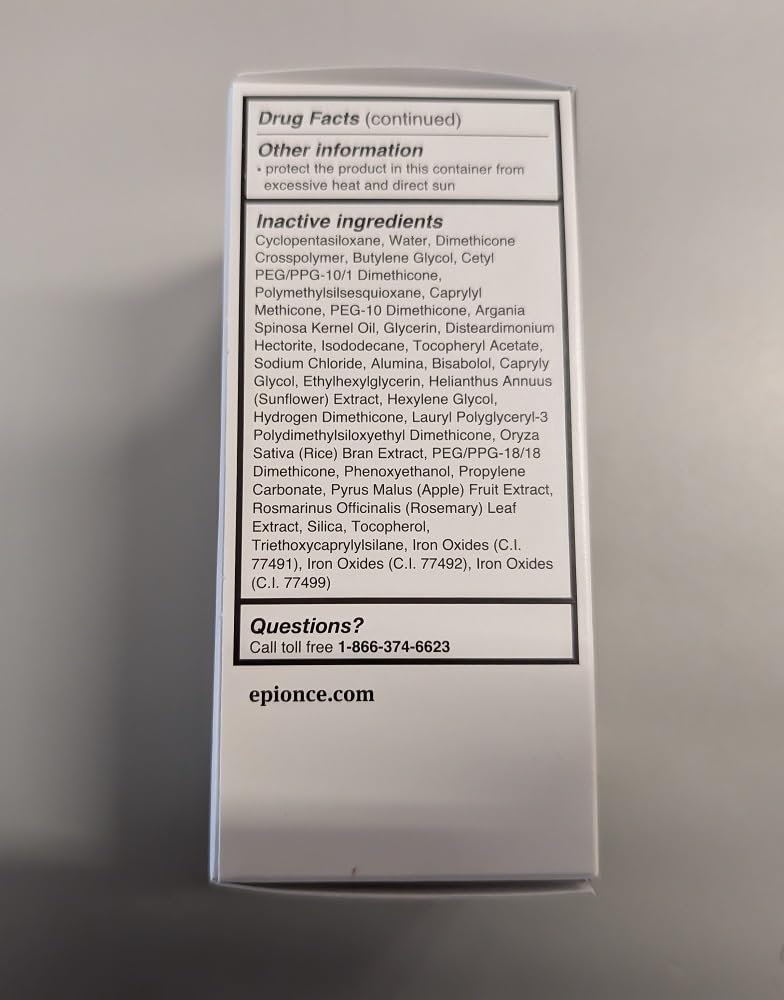 Drug Facts (continued)
Other information
• protect the product in this container from
excessive heat and direct sun
Inactive ingredients
Cyclopentasiloxane, Water, Dimethicone
Crosspolymer, Butylene Glycol, Cetyl
PEG/PPG-10/1 Dimethicone,
Polymethylsilsesquioxane, Caprylyl
Methicone, PEG-10 Dimethicone, Argania
Spinosa Kernel Oil, Glycerin, Disteardimonium
Hectorite, Isododecane, Tocopheryl Acetate,
Sodium Chloride, Alumina, Bisabolol, Capryly
Glycol, Ethylhexylglycerin, Helianthus Annuus
(Sunflower) Extract, Hexylene Glycol,
Hydrogen Dimethicone, Lauryl Polyglyceryl-3
Polydimethylsiloxyethyl Dimethicone, Oryza
Sativa (Rice) Bran Extract, PEG/PPG-18/18
Dimethicone, Phenoxyethanol, Propylene
Carbonate, Pyrus Malus (Apple) Fruit Extract,
Rosmarinus Officinalis (Rosemary) Leaf
Extract, Silica, Tocopherol,
Triethoxycaprylylsilane, Iron Oxides (C.I.
77491), Iron Oxides (C.I. 77492), Iron Oxides
(C.I. 77499)
Questions?
Call toll free 1-866-374-6623
epionce.com